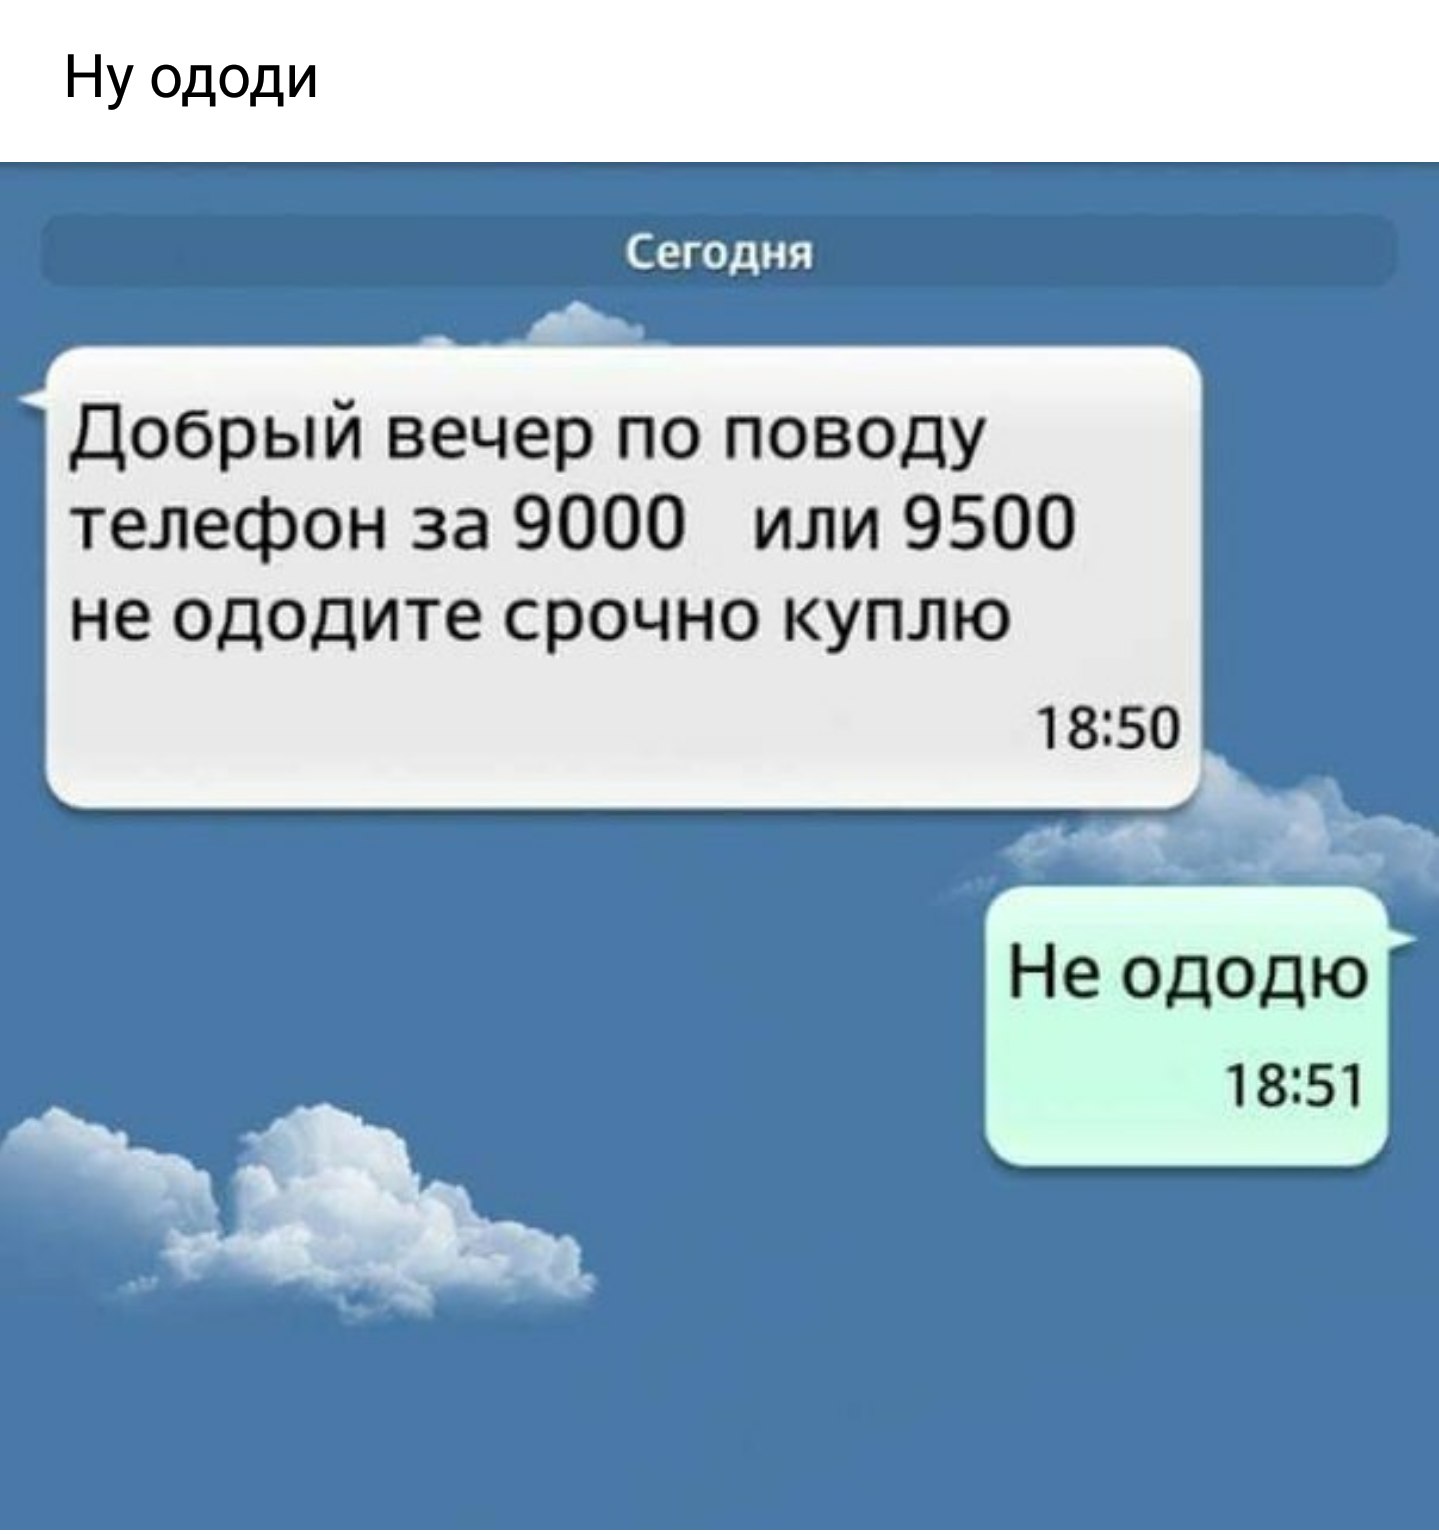 Ну ододи
Сегодня
Добрый вечер по поводу
телефон за 9000 или 9500
не ододите срочно куплю
18:50
Не ододю
18:51